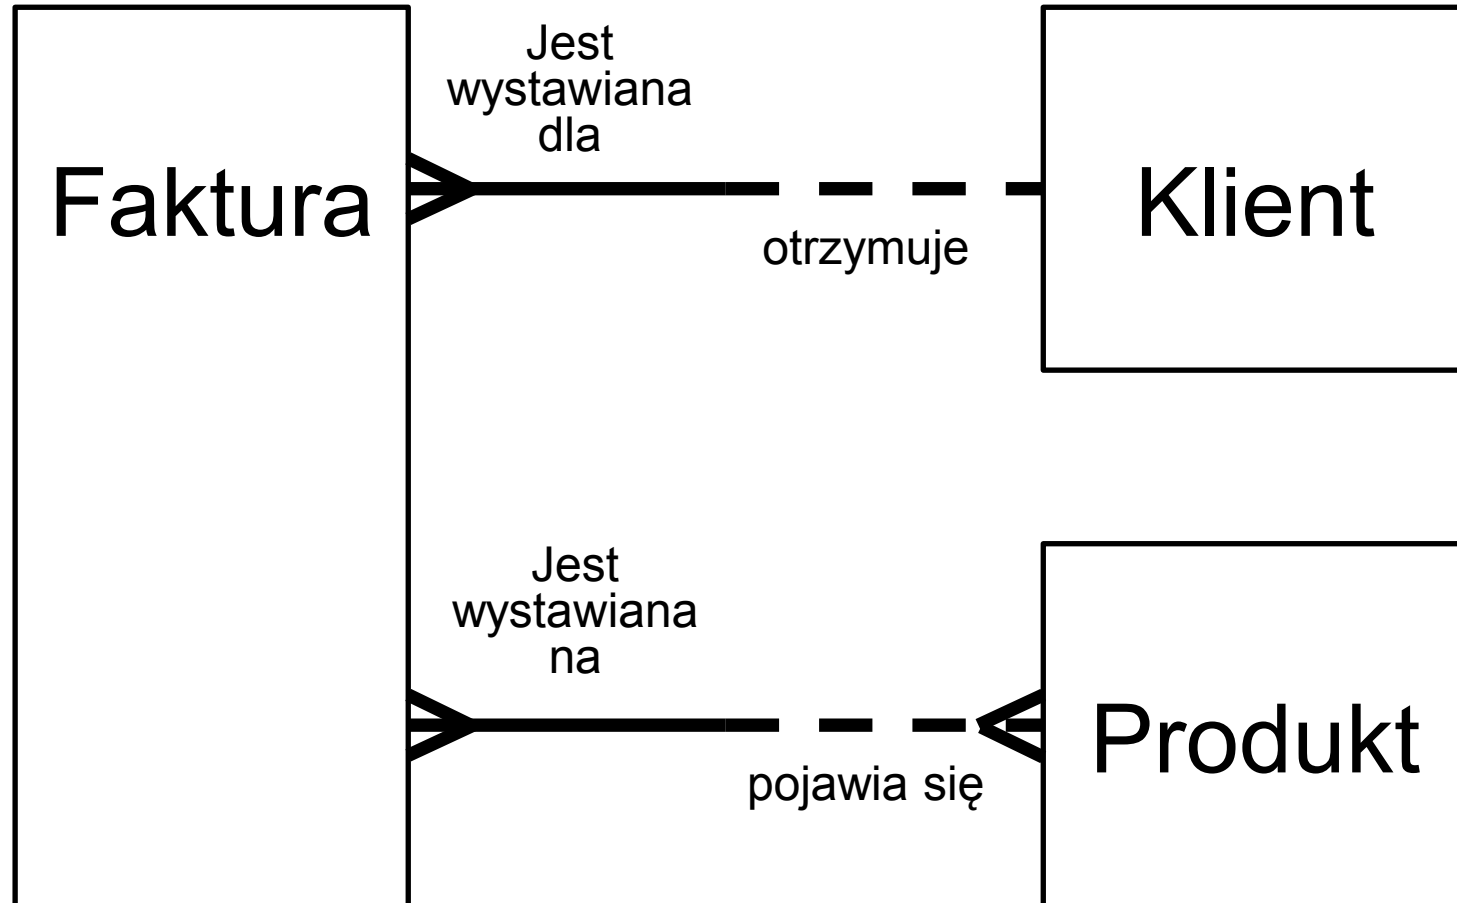 Jest
wystawiana
dla
Faktura
Klient
otrzymuje
Jest
wystawiana
na
Produkt
pojawia się